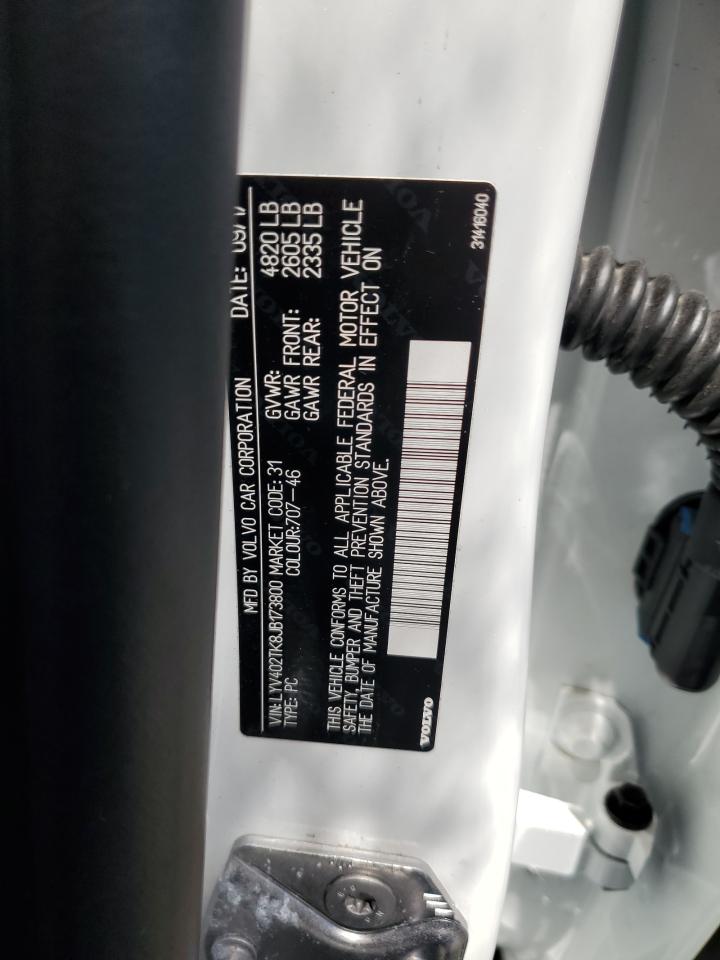 MFD BY VOLVO CAR CORPORATION DATE: 09/17
VIN:LYV402TK8JB173800 MARKET CODE: 31 GVWR: 4820 LB
TYPE: PC COLOUR:707-46 GAWR FRONT: 2605 LB
GAWR REAR: 2335 LB
THIS VEHICLE CONFORMS TO ALL APPLICABLE FEDERAL MOTOR VEHICLE
SAFETY, BUMPER AND THEFT PREVENTION STANDARDS IN EFFECT ON
THE DATE OF MANUFACTURE SHOWN ABOVE.
VOLVO 31416040